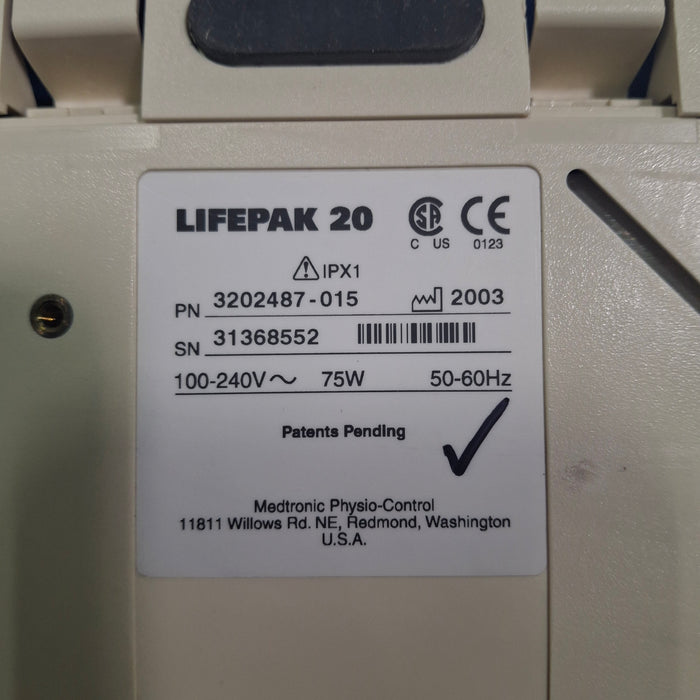 LIFEPAK 20
C US
0123
IPX1
PN 3202487-015 2003
SN 31368552
100-240V~ 75W 50-60Hz
Patents Pending
Medtronic Physio-Control
11811 Willows Rd. NE, Redmond, Washington
U.S.A.